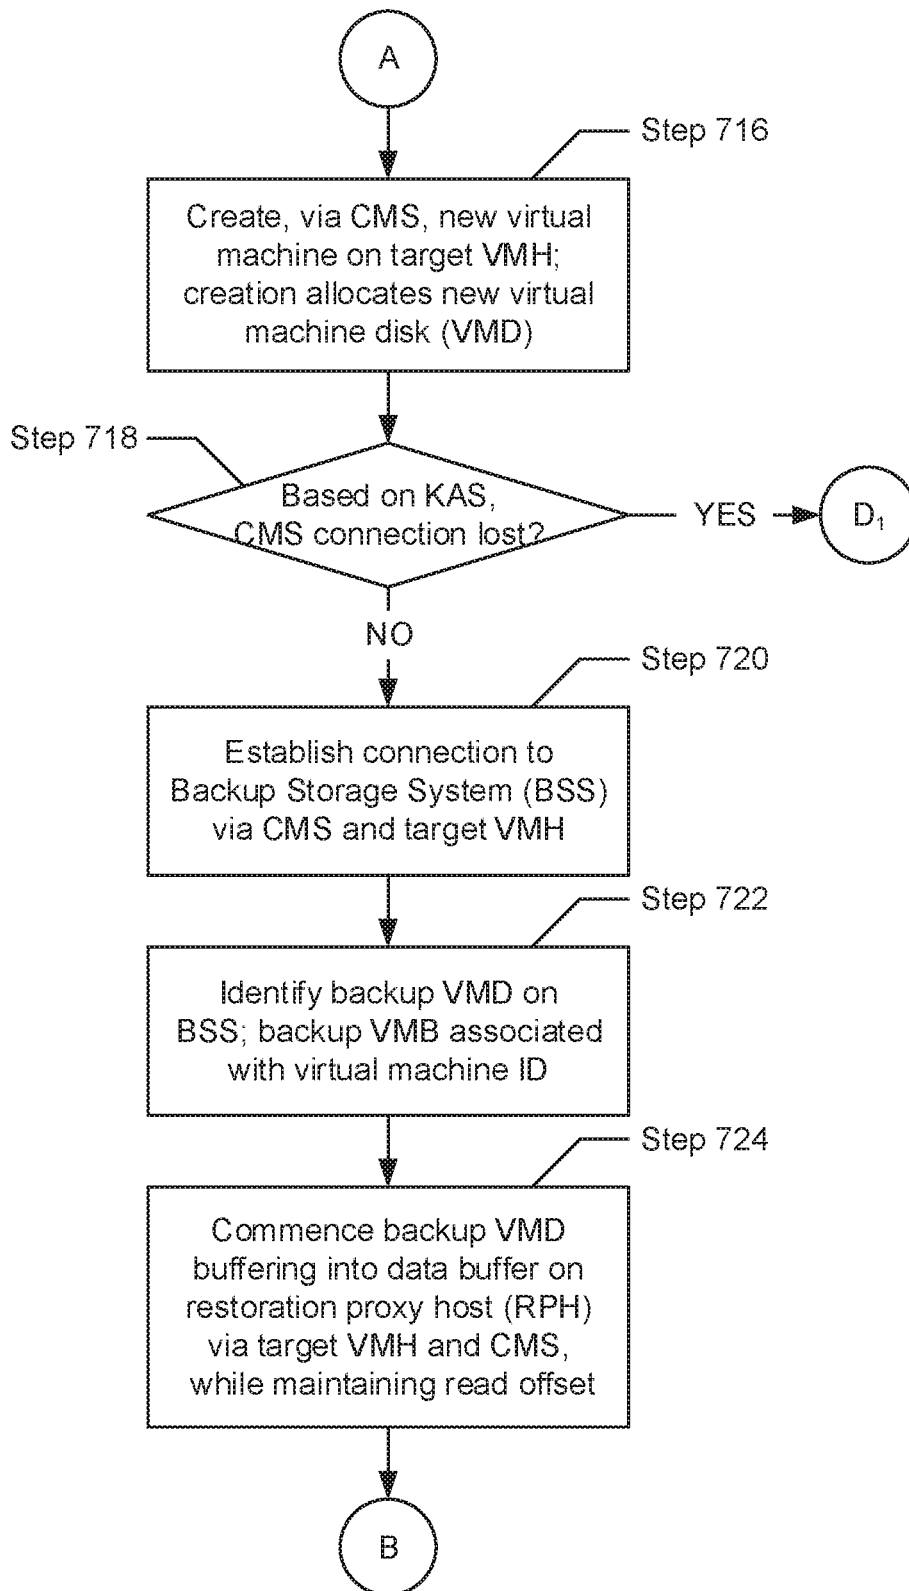 A
Step 716
Create, via CMS, new virtual
machine on target VMH;
creation allocates new virtual
machine disk (VMD)
Step 718
Based on KAS,
CMS connection lost?
YES
D₁
NO
Step 720
Establish connection to
Backup Storage System (BSS)
via CMS and target VMH
Step 722
Identify backup VMD on
BSS; backup VMB associated
with virtual machine ID
Step 724
Commence backup VMD
buffering into data buffer on
restoration proxy host (RPH)
via target VMH and CMS,
while maintaining read offset
B